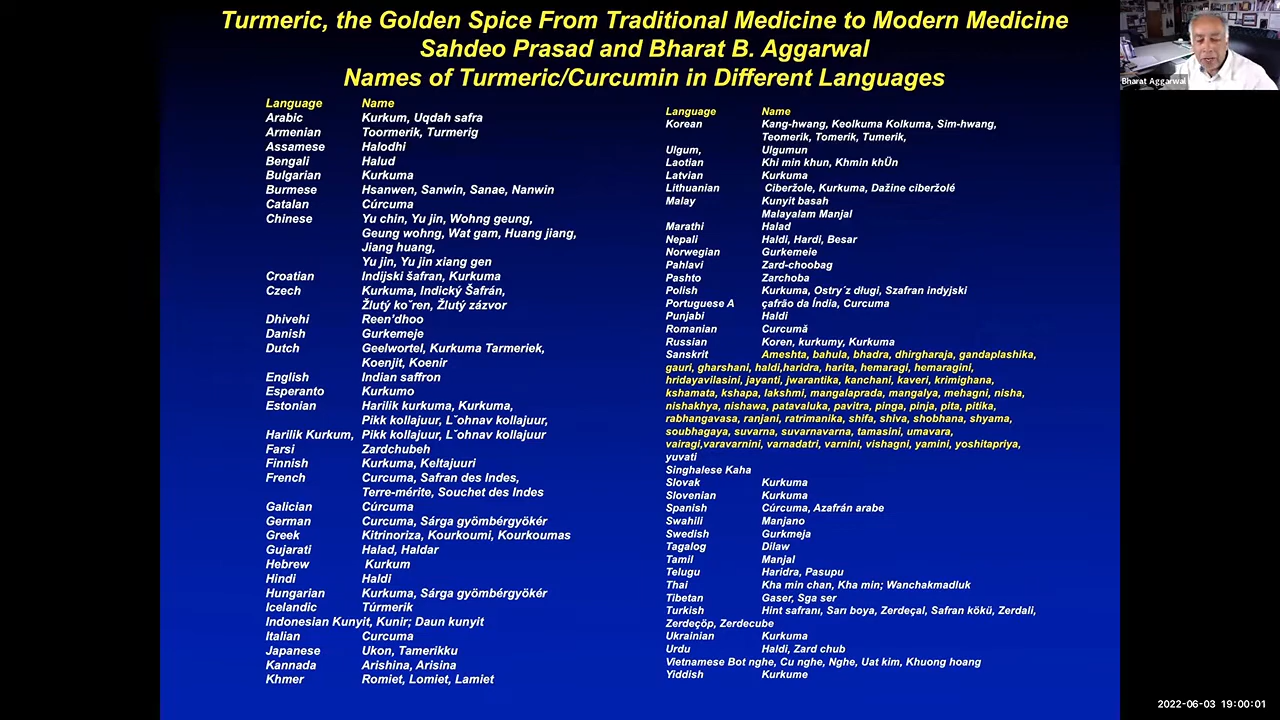 Turmeric, the Golden Spice From Traditional Medicine to Modern Medicine
Sahdeo Prasad and Bharat B. Aggarwal
Names of Turmeric/Curcumin in Different Languages
Language Name
Arabic Kurkum, Uqdah safra
Armenian Toormerik, Turmerig
Assamese Halodhi
Bengali Halud
Bulgarian Kurkuma
Burmese Hsanwen, Sanwin, Sanae, Nanwin
Catalan Cúrcuma
Chinese Yu chin, Yu jin, Wohng geung,
Geung wohng, Wat gam, Huang jiang,
Jiang huang,
Yu jin, Yu jin xiang gen
Croatian Indijski šafran, Kurkuma
Czech Kurkuma, Indický Šafrán,
Žlutý ko˘ren, Žlutý zázvor
Dhivehi Reen'dhoo
Danish Gurkemeje
Dutch Geelwortel, Kurkuma Tarmeriek,
Koenjit, Koenir
English Indian saffron
Esperanto Kurkumo
Estonian Harilik kurkuma, Kurkuma,
Pikk kollajuur, L˘ohnav kollajuur,
Harilik Kurkum, Pikk kollajuur, L˘ohnav kollajuur
Farsi Zardchubeh
Finnish Kurkuma, Keltajuuri
French Curcuma, Safran des Indes,
Terre-mérite, Souchet des Indes
Galician Cúrcuma
German Curcuma, Sárga gyömbérgyökér
Greek Kitrinoriza, Kourkoumi, Kourkoumas
Gujarati Halad, Haldar
Hebrew Kurkum
Hindi Haldi
Hungarian Kurkuma, Sárga gyömbérgyökér
Icelandic Túrmerik
Indonesian Kunyit, Kunir; Daun kunyit
Italian Curcuma
Japanese Ukon, Tamerikku
Kannada Arishina, Arisina
Khmer Romiet, Lomiet, Lamiet
Language Name
Korean Kang-hwang, Keolkuma Kolkuma, Sim-hwang,
Teomerik, Tomerik, Tumerik,
Ulgum, Ulgumun
Laotian Khi min khun, Khmin khÜn
Latvian Kurkuma
Lithuanian Ciberžole, Kurkuma, Dažine ciberžolé
Malay Kunyit basah
Malayalam Manjal
Marathi Halad
Nepali Haldi, Hardi, Besar
Norwegian Gurkemeie
Pahlavi Zard-choobag
Pashto Zarchoba
Polish Kurkuma, Ostry´z długi, Szafran indyjski
Portuguese A çafrão da Índia, Curcuma
Punjabi Haldi
Romanian Curcumă
Russian Koren, kurkumy, Kurkuma
Sanskrit Ameshta, bahula, bhadra, dhirgharaja, gandaplashika,
gauri, gharshani, haldi,haridra, harita, hemaragi, hemaragini,
hridayavilasini, jayanti, jwarantika, kanchani, kaveri, krimighana,
kshamata, kshapa, lakshmi, mangalaprada, mangalya, mehagni, nisha,
nishakhya, nishawa, patavaluka, pavitra, pinga, pinja, pita, pitika,
rabhangavasa, ranjani, ratrimanika, shifa, shiva, shobhana, shyama,
soubhagaya, suvarna, suvarnavarna, tamasini, umavara,
vairagi,varavarnini, varnadatri, varnini, vishagni, yamini, yoshitapriya,
yuvati
Singhalese Kaha
Slovak Kurkuma
Slovenian Kurkuma
Spanish Cúrcuma, Azafrán arabe
Swahili Manjano
Swedish Gurkmeja
Tagalog Dilaw
Tamil Manjal
Telugu Haridra, Pasupu
Thai Kha min chan, Kha min; Wanchakmadluk
Tibetan Gaser, Sga ser
Turkish Hint safranı, Sarı boya, Zerdeçal, Safran kökü, Zerdali,
Zerdeçöp, Zerdecube
Ukrainian Kurkuma
Urdu Haldi, Zard chub
Vietnamese Bot nghe, Cu nghe, Nghe, Uat kim, Khuong hoang
Yiddish Kurkume
Bharat Aggarwal
2022-06-03 19:00:01